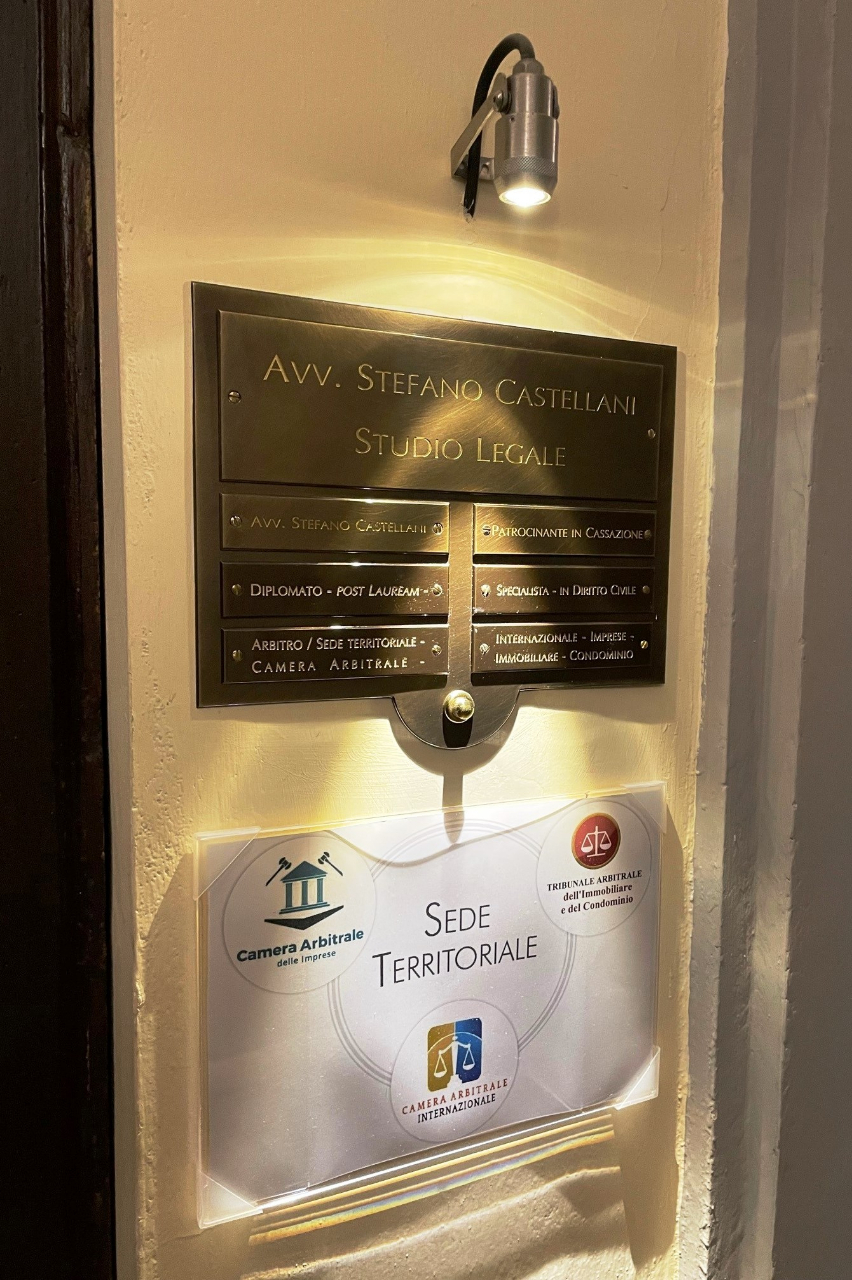 AVV. STEFANO CASTELLANI
STUDIO LEGALE
AVV. STEFANO CASTELLANI
PATROCINANTE IN CASSAZIONE
DIPLOMATO - POST LAUREAM -
SPECIALISTA - IN DIRITTO CIVILE
ARBITRO / SEDE TERRITORIALE -
CAMERA ARBITRALE -
INTERNAZIONALE - IMPRESE -
IMMOBILIARE - CONDOMINIO
Camera Arbitrale
delle Imprese
SEDE
TERRITORIALE
TRIBUNALE ARBITRALE
dell'Immobiliare
e del Condominio
CAMERA ARBITRALE
INTERNAZIONALE